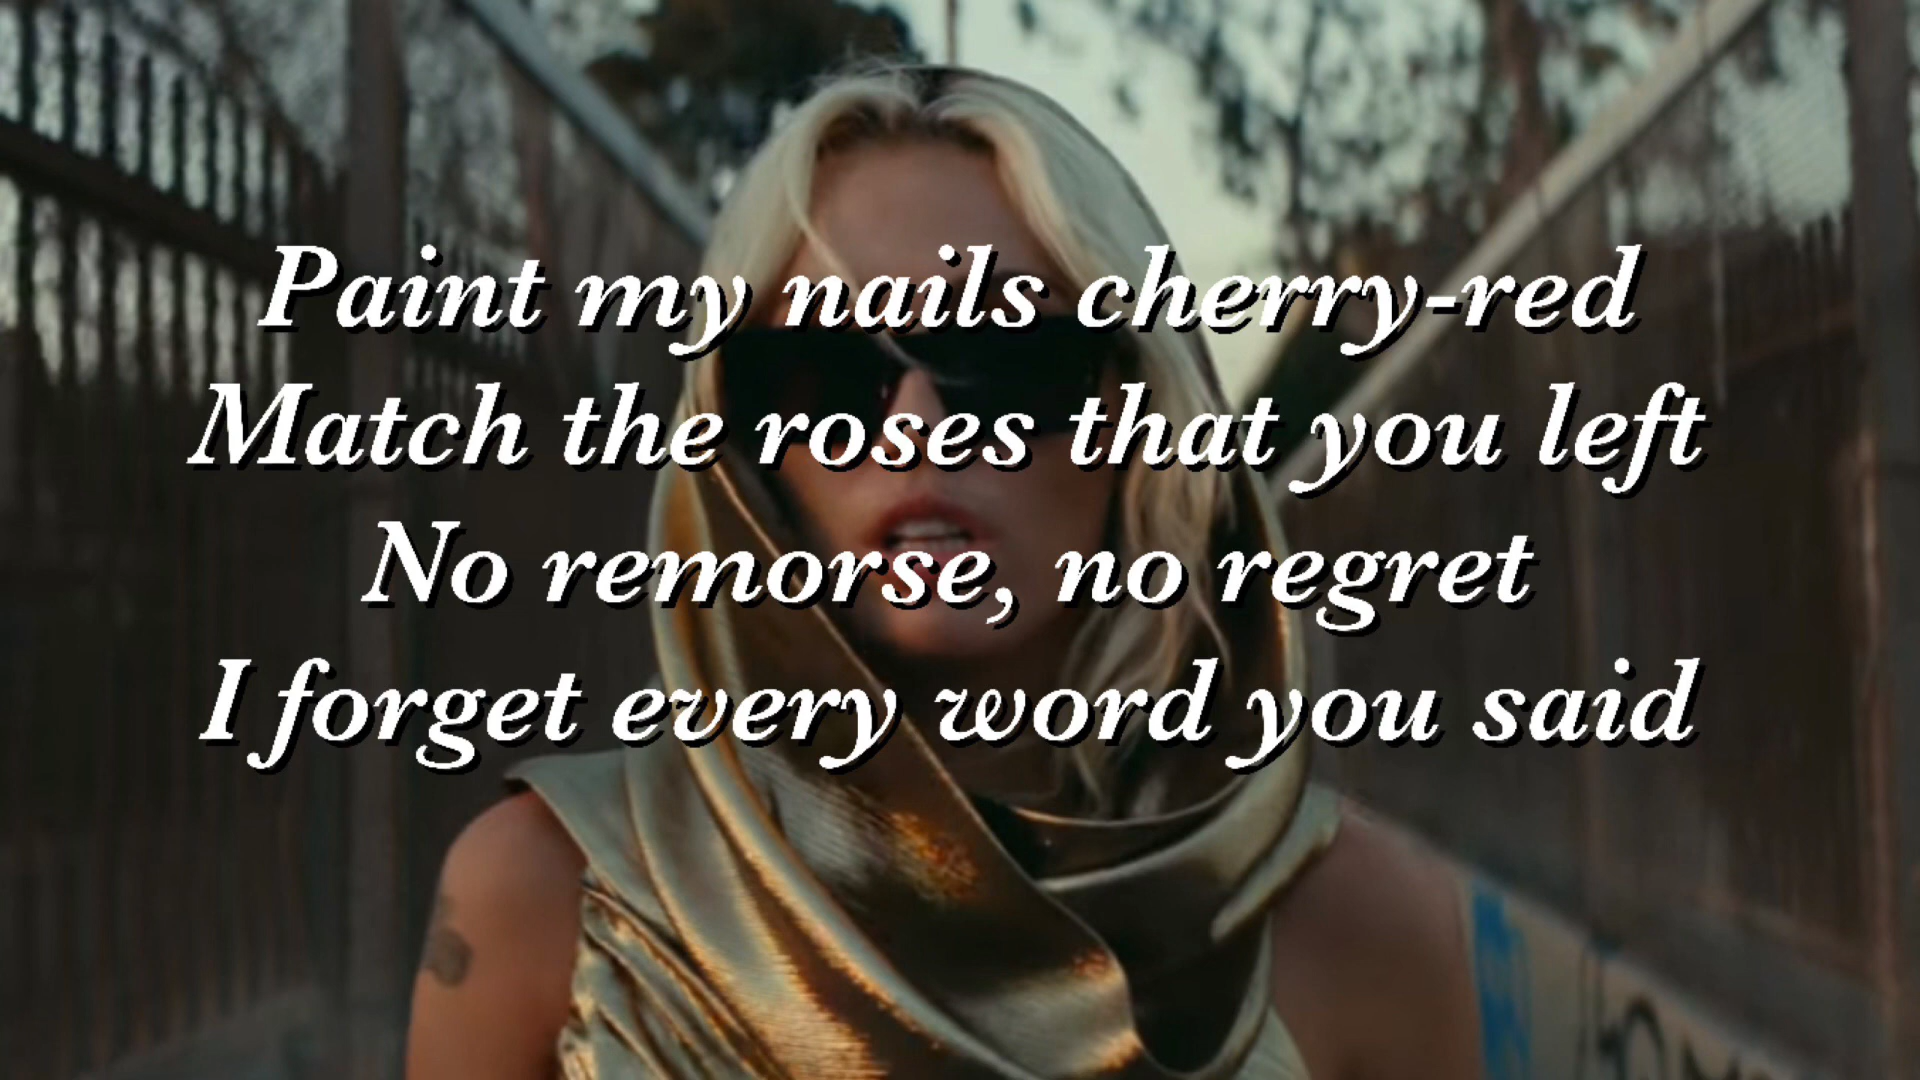 Paint my nails cherry-red
Match the roses that you left
No remorse, no regret
I forget every word you said